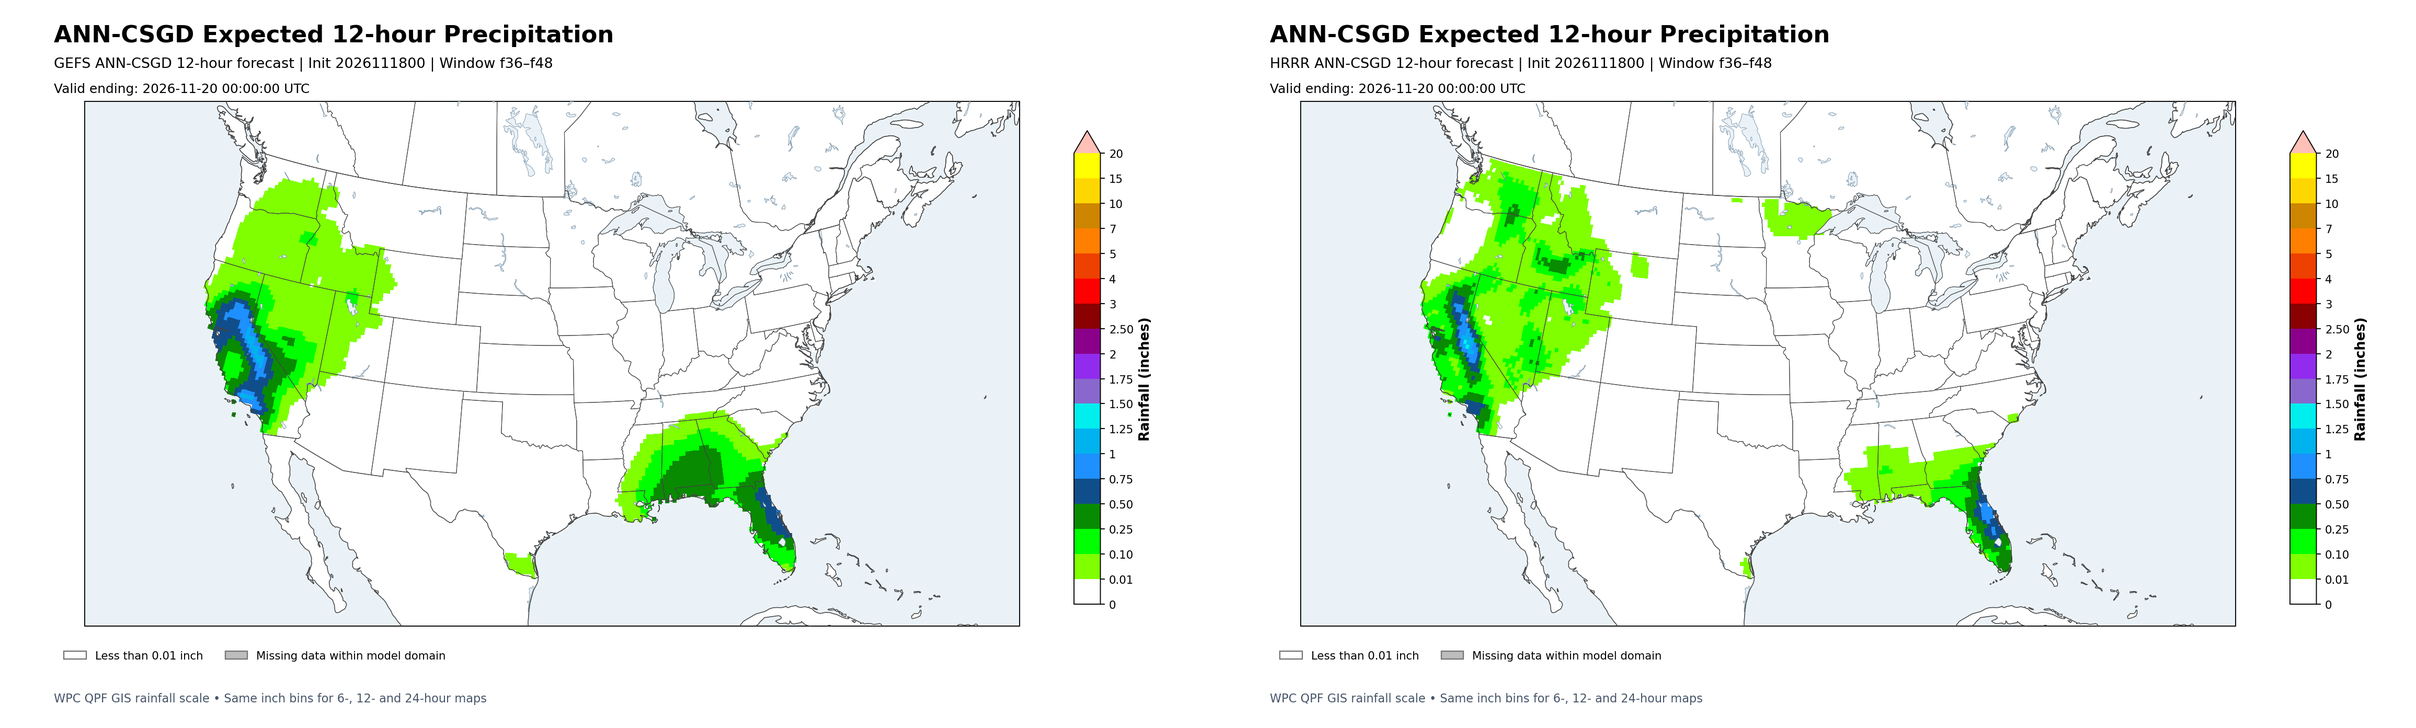 ANN-CSGD Expected 12-hour Precipitation
GEFS ANN-CSGD 12-hour forecast | Init 2026111800 | Window f36–f48
Valid ending: 2026-11-20 00:00:00 UTC
20
15
10
7
5
4
3
2.50
2
1.75
1.50
1.25
1
0.75
0.50
0.25
0.10
0.01
0
Rainfall (inches)
Less than 0.01 inch
Missing data within model domain
WPC QPF GIS rainfall scale • Same inch bins for 6-, 12- and 24-hour maps
ANN-CSGD Expected 12-hour Precipitation
HRRR ANN-CSGD 12-hour forecast | Init 2026111800 | Window f36–f48
Valid ending: 2026-11-20 00:00:00 UTC
20
15
10
7
5
4
3
2.50
2
1.75
1.50
1.25
1
0.75
0.50
0.25
0.10
0.01
0
Rainfall (inches)
Less than 0.01 inch
Missing data within model domain
WPC QPF GIS rainfall scale • Same inch bins for 6-, 12- and 24-hour maps